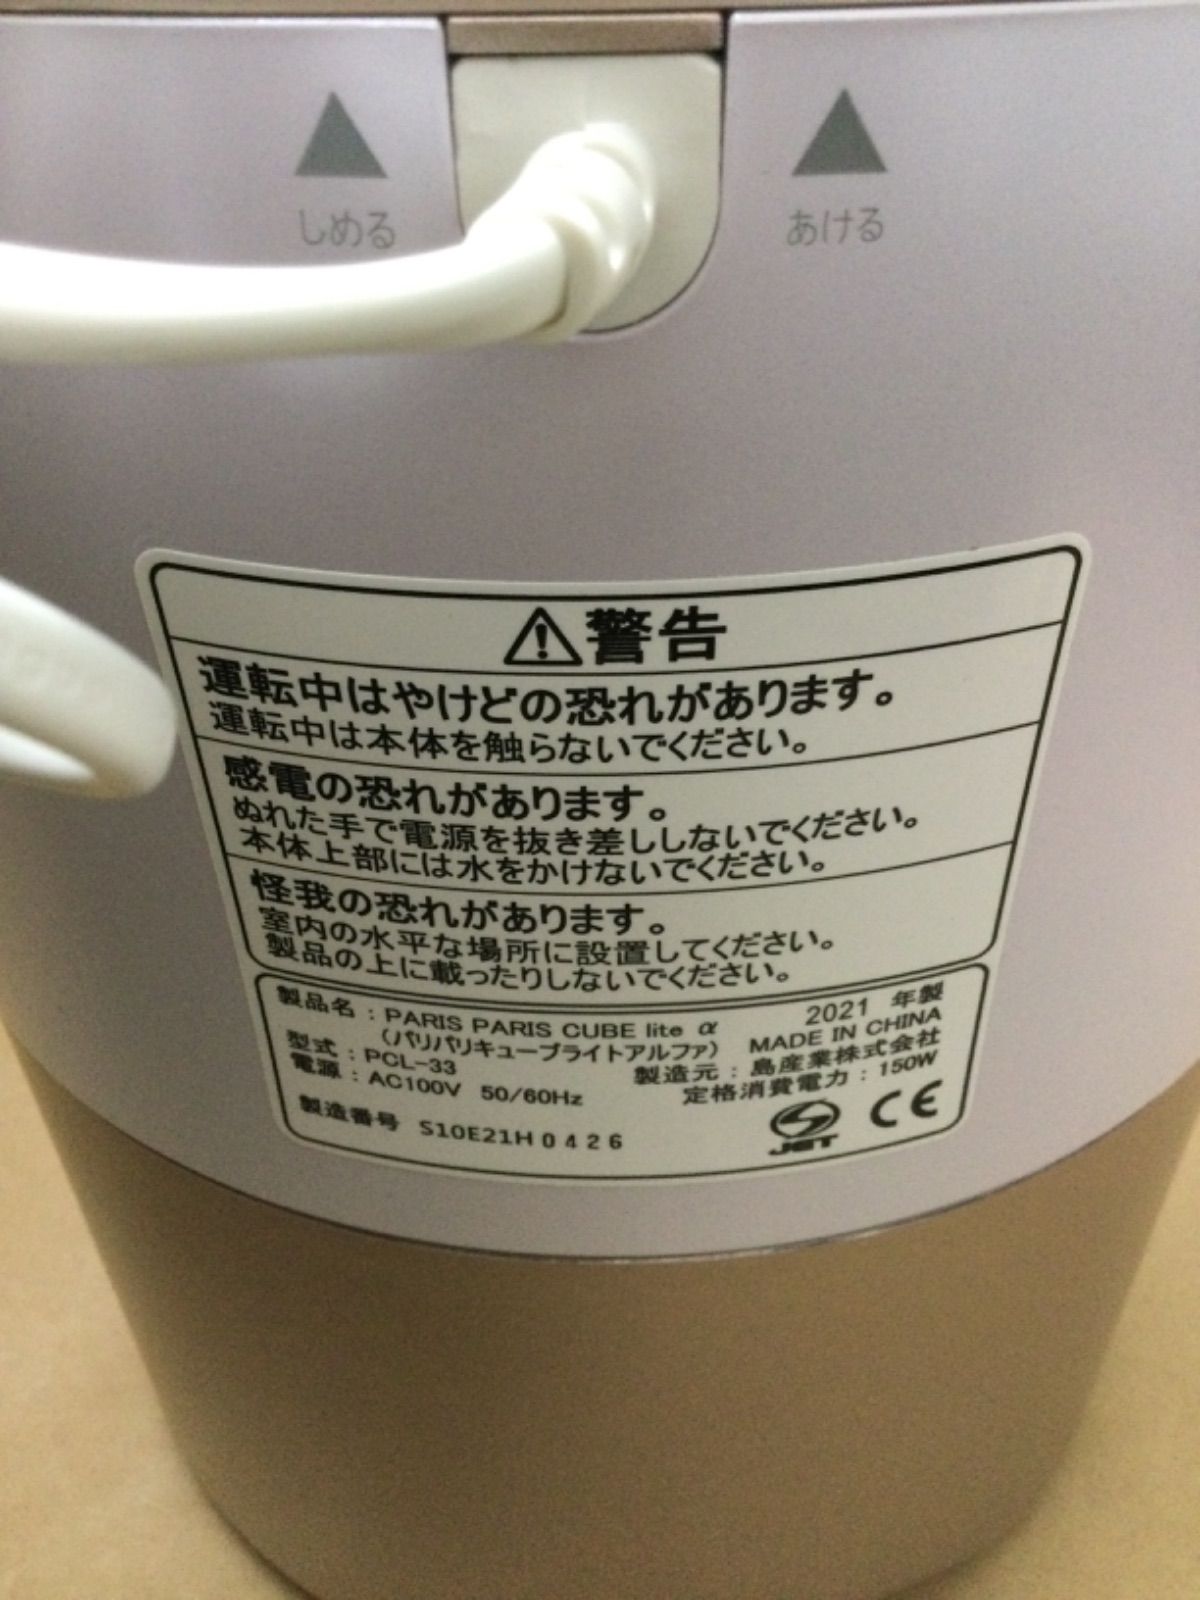 しめる
あける
警告
運転中はやけどの恐れがあります。
運転中は本体を触らないでください。
感電の恐れがあります。
ぬれた手で電源を抜き差ししないでください。
本体上部には水をかけないでください。
怪我の恐れがあります。
室内の水平な場所に設置してください。
製品の上に載ったりしないでください。
製品名：PARIS PARIS CUBE lite α 2021 年製
(パリパリキューブライトアルファ) MADE IN CHINA
型式：PCL-33 製造元：島産業株式会社
電源：AC100V 50/60Hz 定格消費電力：150W
製造番号 S10E21H0426
JET CE